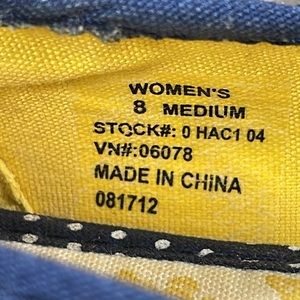 WOMEN'S
8 MEDIUM
STOCK#: 0 HAC1 04
VN#:06078
MADE IN CHINA
081712